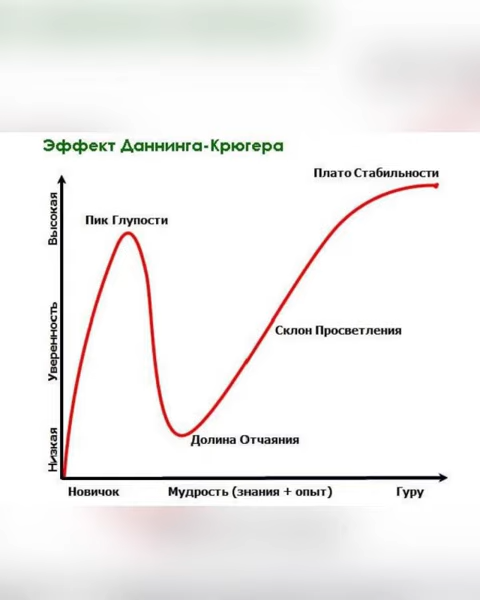 Эффект Даннинга-Крюгера
Плато Стабильности
Высокая
Пик Глупости
Уверенность
Склон Просветления
Низкая
Долина Отчаяния
Новичок
Мудрость (знания + опыт)
Гуру